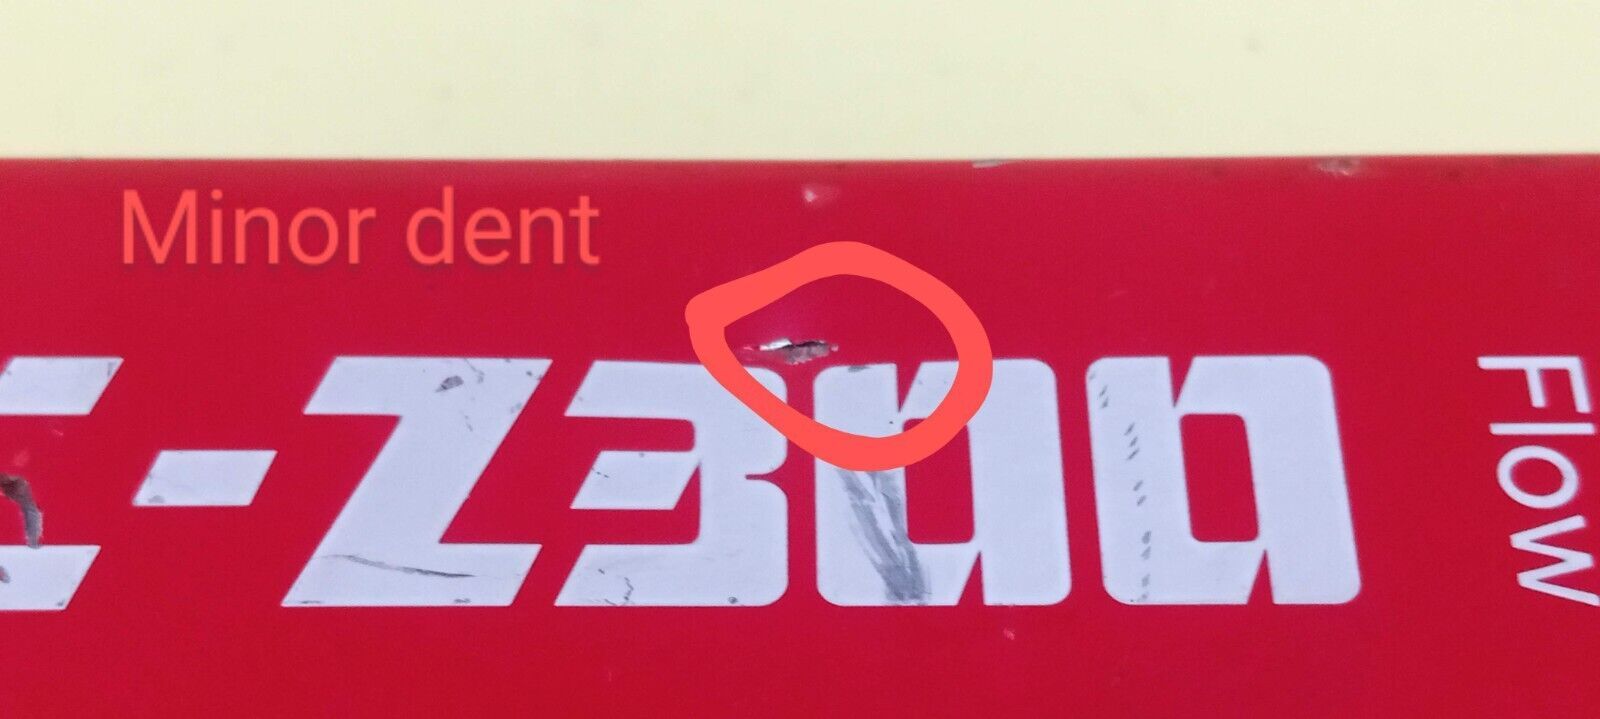 Minor dent
-Z300
Flow